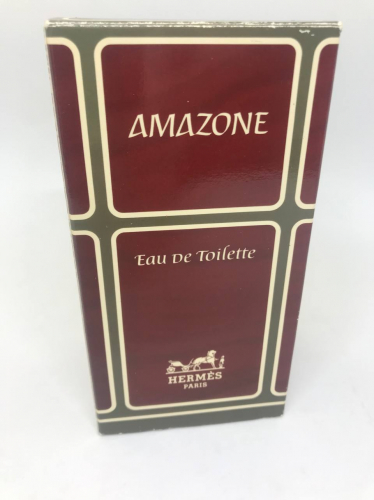 AMAZONE
Eau De Toilette
HERMÈS
PARIS